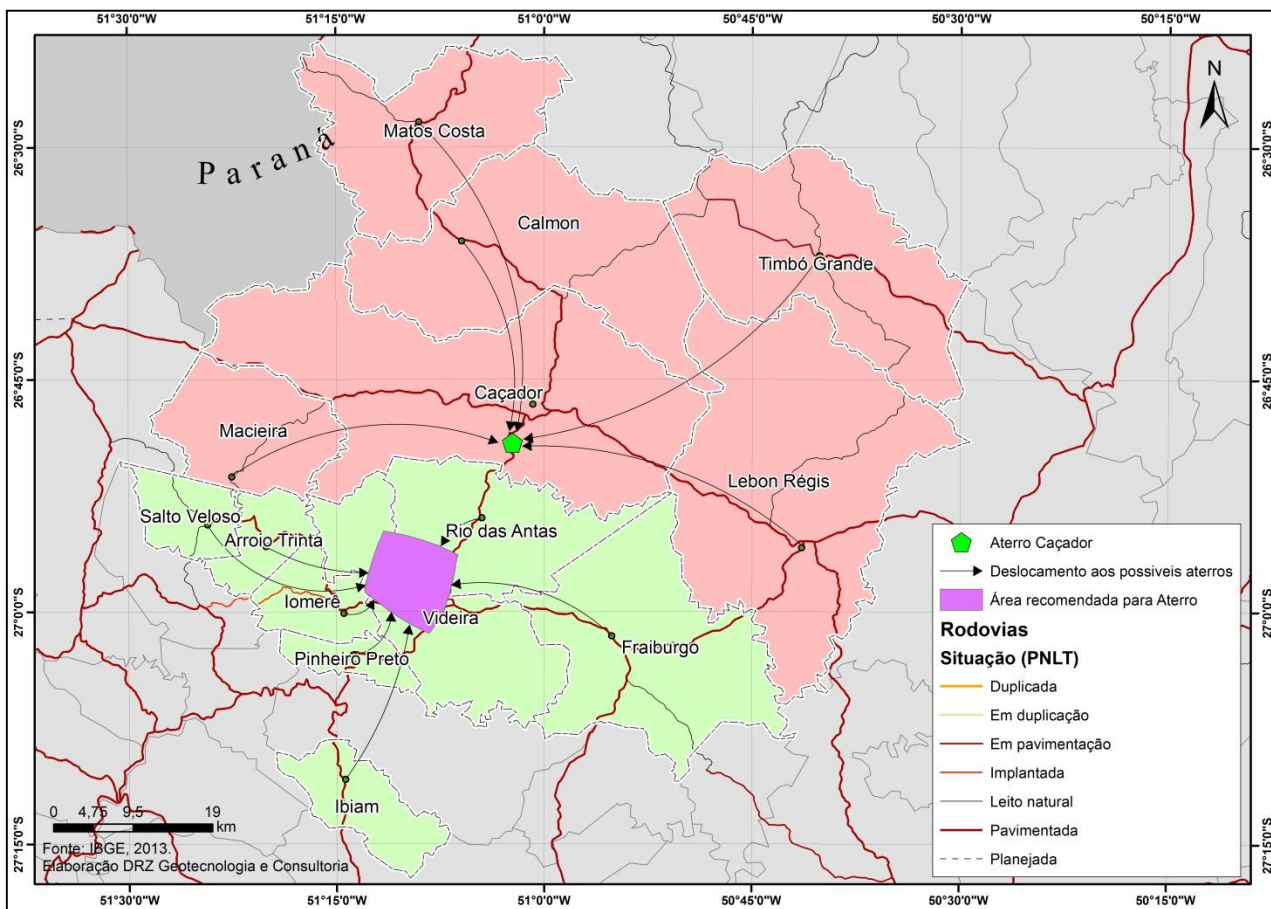 51°30'0"W 51°15'0"W 51°0'0"W 50°45'0"W 50°30'0"W 50°15'0"W
N
26°30'0"S 26°30'0"S
26°45'0"S 26°45'0"S
27°0'0"S 27°0'0"S
27°15'0"S 27°15'0"S
Paraná
Matos Costa
Calmon
Timbó Grande
Caçador
Macieira
Lebon Régis
Salto Veloso
Arroio Trinta
Rio das Antas
Iomerê
Videira
Pinheiro Preto
Fraiburgo
Ibiam
Aterro Caçador
Deslocamento aos possiveis aterros
Área recomendada para Aterro
Rodovias
Situação (PNLT)
Duplicada
Em duplicação
Em pavimentação
Implantada
Leito natural
Pavimentada
Planejada
0 4,75 9,5 19
km
Fonte: IBGE, 2013.
Elaboração DRZ Geotecnologia e Consultoria
51°30'0"W 51°15'0"W 51°0'0"W 50°45'0"W 50°30'0"W 50°15'0"W